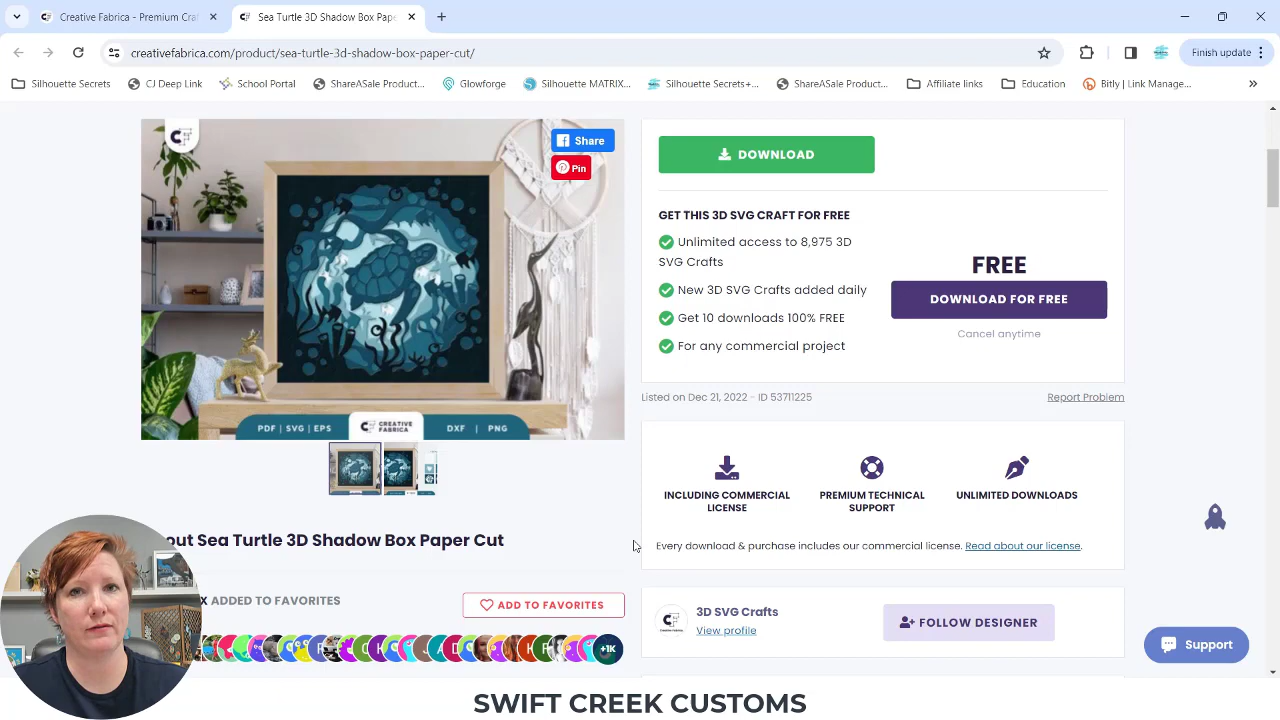 Creative Fabrica - Premium Cra
Sea Turtle 3D Shadow Box Pape
creativefabrica.com/product/sea-turtle-3d-shadow-box-paper-cut/
Finish update
Silhouette Secrets
CJ Deep Link
School Portal
ShareASale Product...
Glowforge
Silhouette MATRIX...
Silhouette Secrets+...
ShareASale Product...
Affiliate links
Education
Bitly | Link Manage...
»
Share
Pin
PDF | SVG | EPS
CREATIVE
FABRICA
DXF | PNG
DOWNLOAD
GET THIS 3D SVG CRAFT FOR FREE
Unlimited access to 8,975 3D
SVG Crafts
New 3D SVG Crafts added daily
Get 10 downloads 100% FREE
For any commercial project
FREE
DOWNLOAD FOR FREE
Cancel anytime
Listed on Dec 21, 2022 - ID 53711225
Report Problem
INCLUDING COMMERCIAL
LICENSE
PREMIUM TECHNICAL
SUPPORT
UNLIMITED DOWNLOADS
Every download & purchase includes our commercial license. Read about our license.
out Sea Turtle 3D Shadow Box Paper Cut
X ADDED TO FAVORITES
ADD TO FAVORITES
+1K
3D SVG Crafts
View profile
FOLLOW DESIGNER
Support
SWIFT CREEK CUSTOMS